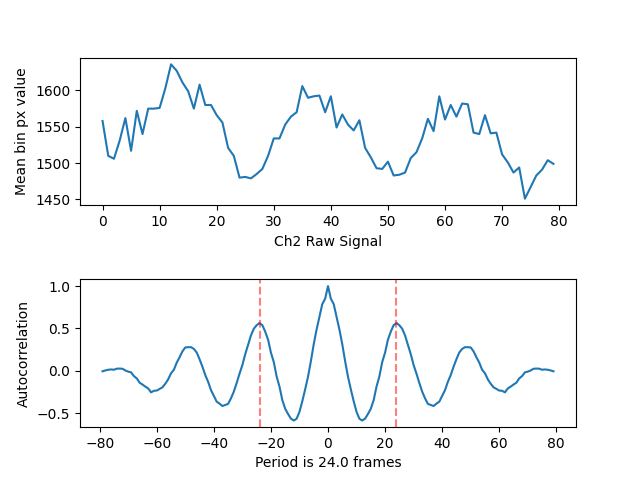 Mean bin px value
1600
1550
1500
1450
0 10 20 30 40 50 60 70 80
Ch2 Raw Signal
Autocorrelation
1.0
0.5
0.0
−0.5
−80 −60 −40 −20 0 20 40 60 80
Period is 24.0 frames